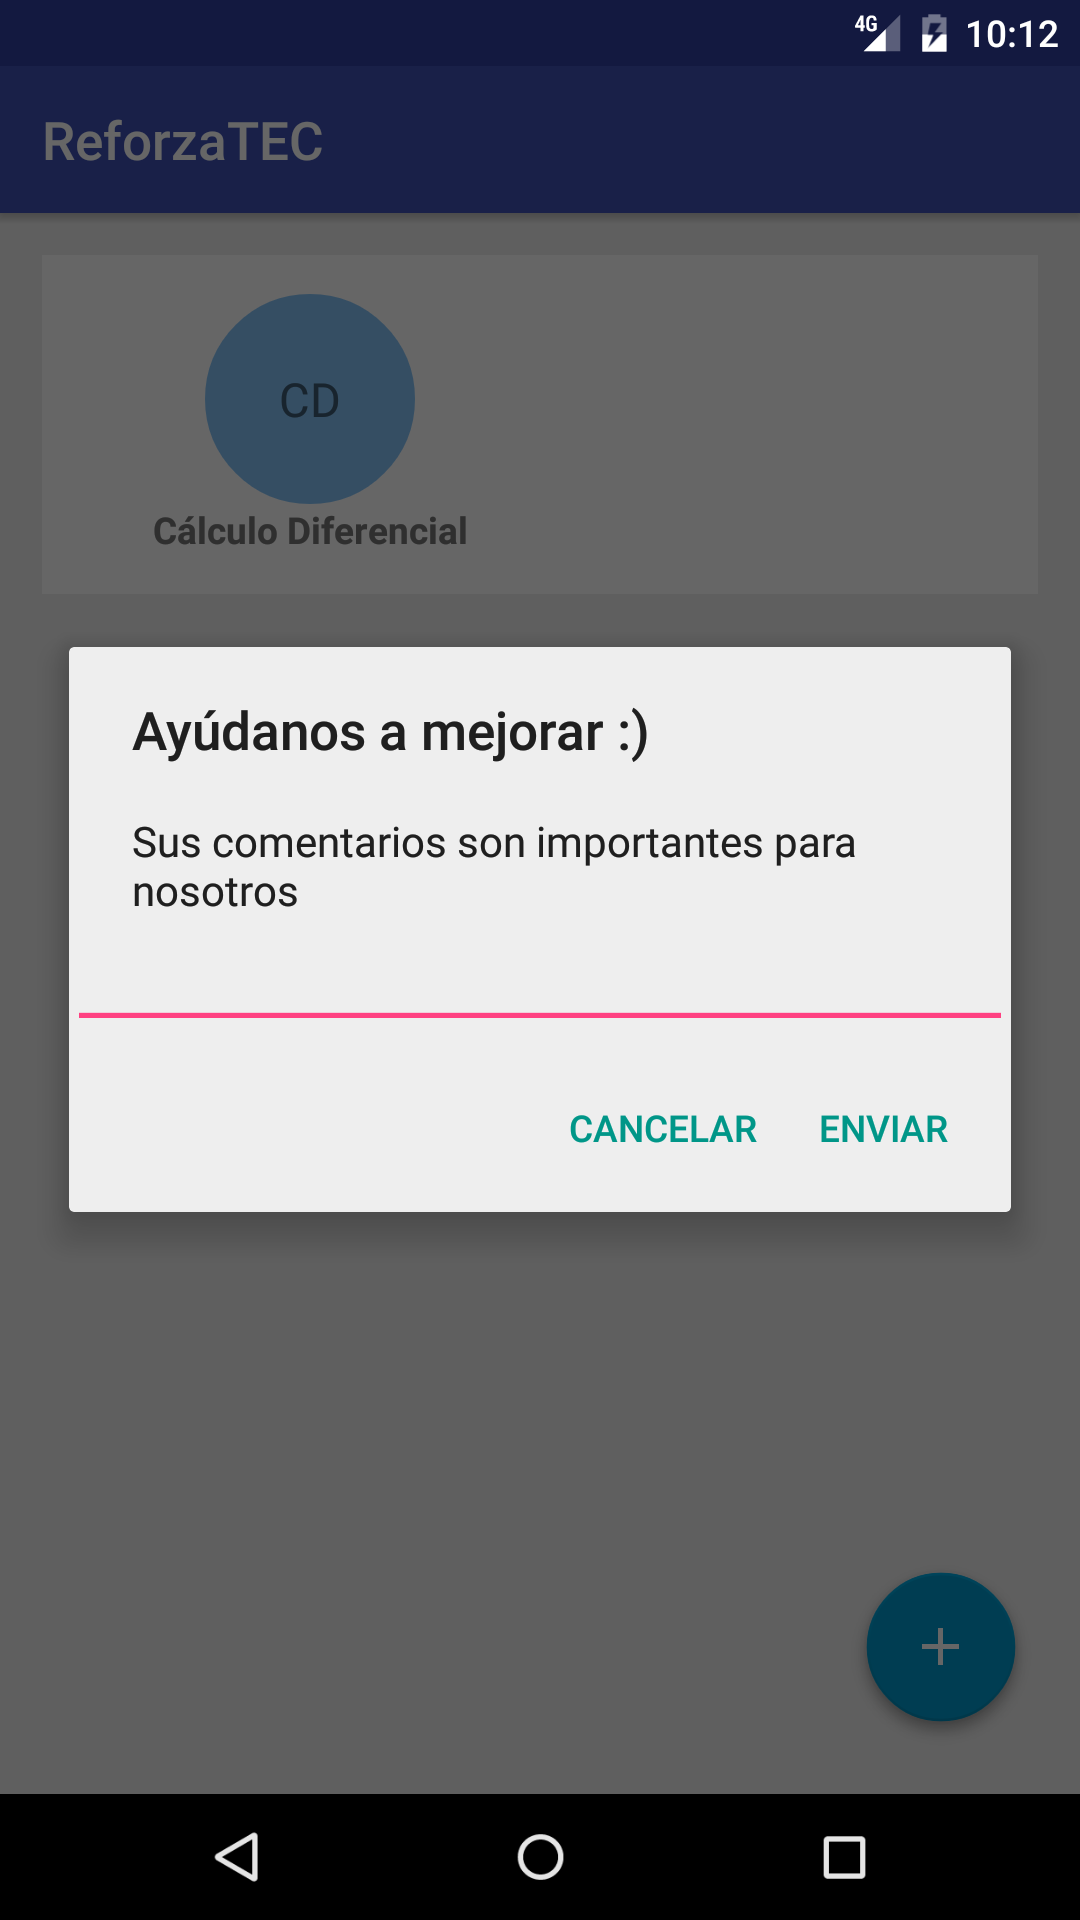 4G 10:12
ReforzaTEC
CD
Cálculo Diferencial
Ayúdanos a mejorar :)
Sus comentarios son importantes para
nosotros
CANCELAR ENVIAR
+